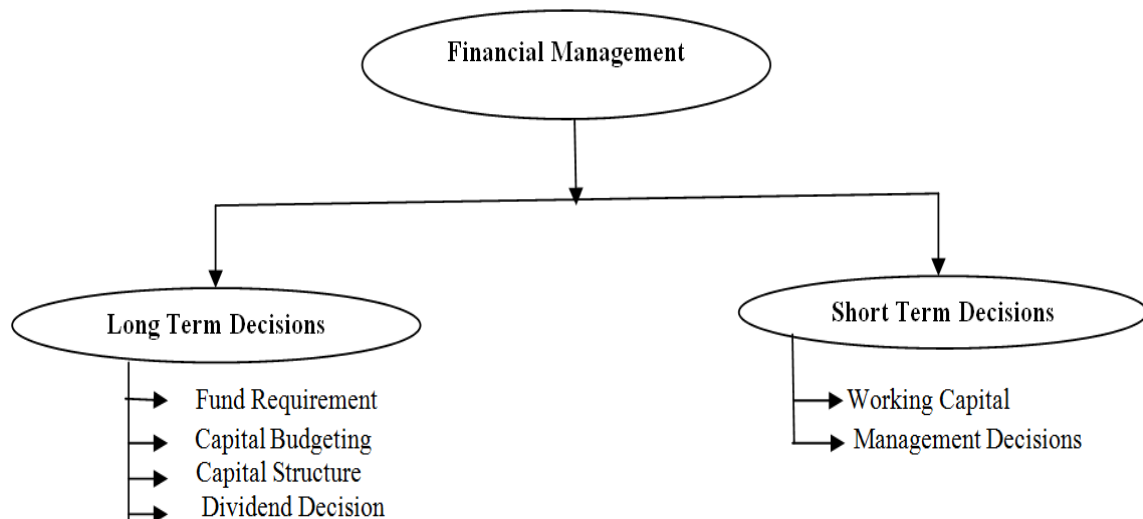 Financial Management
Long Term Decisions
Fund Requirement
Capital Budgeting
Capital Structure
Dividend Decision
Short Term Decisions
Working Capital
Management Decisions